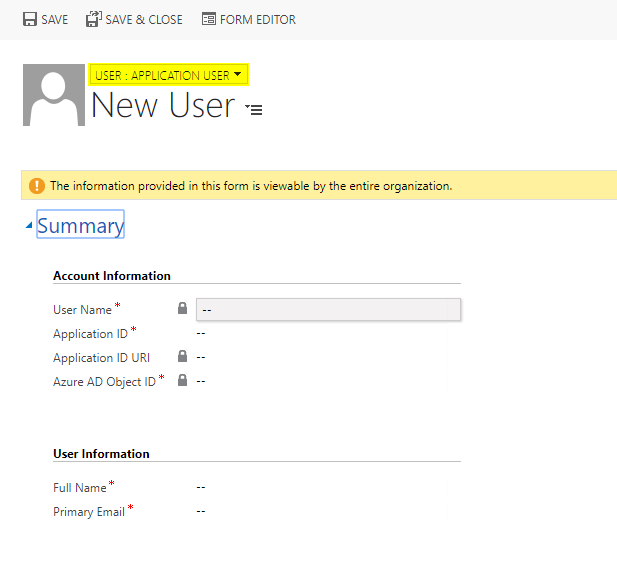 SAVE SAVE & CLOSE FORM EDITOR
USER : APPLICATION USER
New User
The information provided in this form is viewable by the entire organization.
Summary
Account Information
User Name * --
Application ID * --
Application ID URI --
Azure AD Object ID * --
User Information
Full Name * --
Primary Email * --